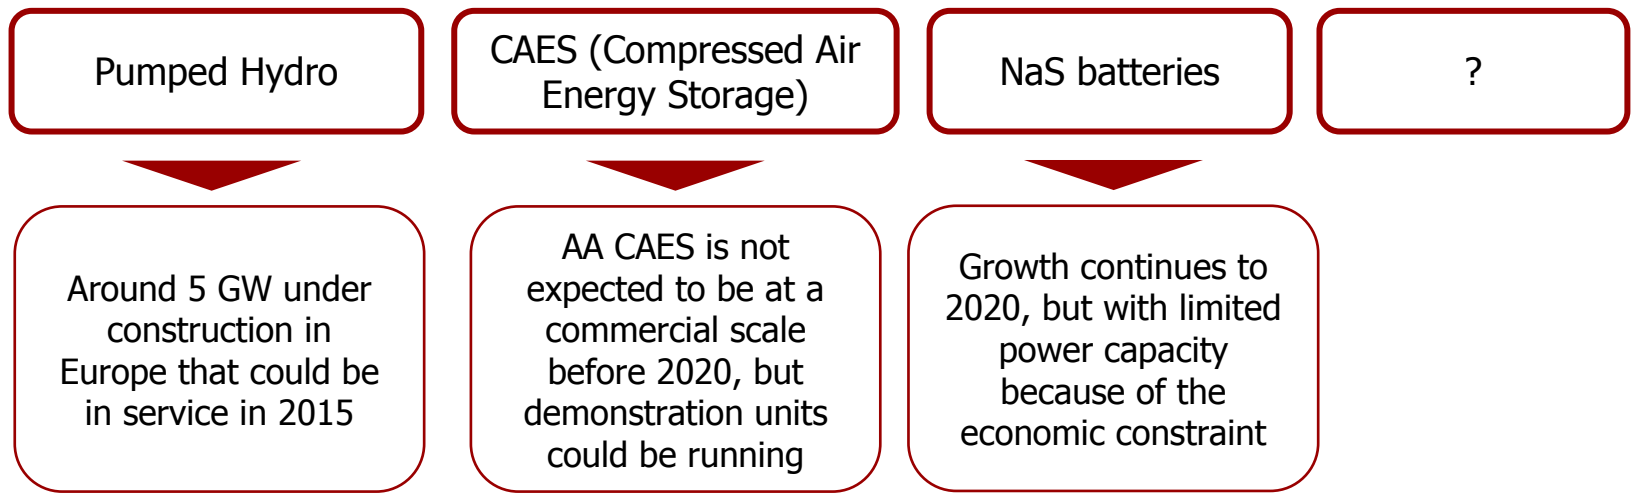 Pumped Hydro
CAES (Compressed Air
Energy Storage)
NaS batteries
?
Around 5 GW under
construction in
Europe that could be
in service in 2015
AA CAES is not
expected to be at a
commercial scale
before 2020, but
demonstration units
could be running
Growth continues to
2020, but with limited
power capacity
because of the
economic constraint